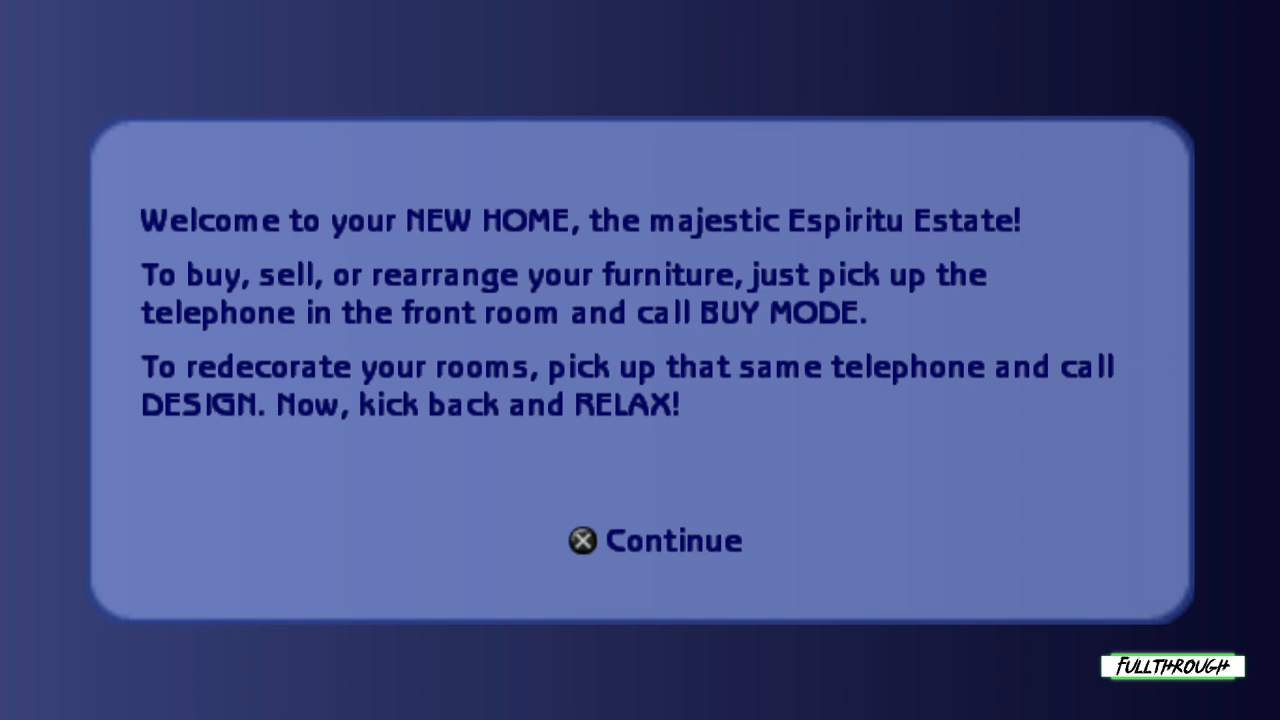 Welcome to your NEW HOME, the majestic Espiritu Estate!
To buy, sell, or rearrange your furniture, just pick up the
telephone in the front room and call BUY MODE.
To redecorate your rooms, pick up that same telephone and call
DESIGN. Now, kick back and RELAX!
Continue
FULLTHROUGH